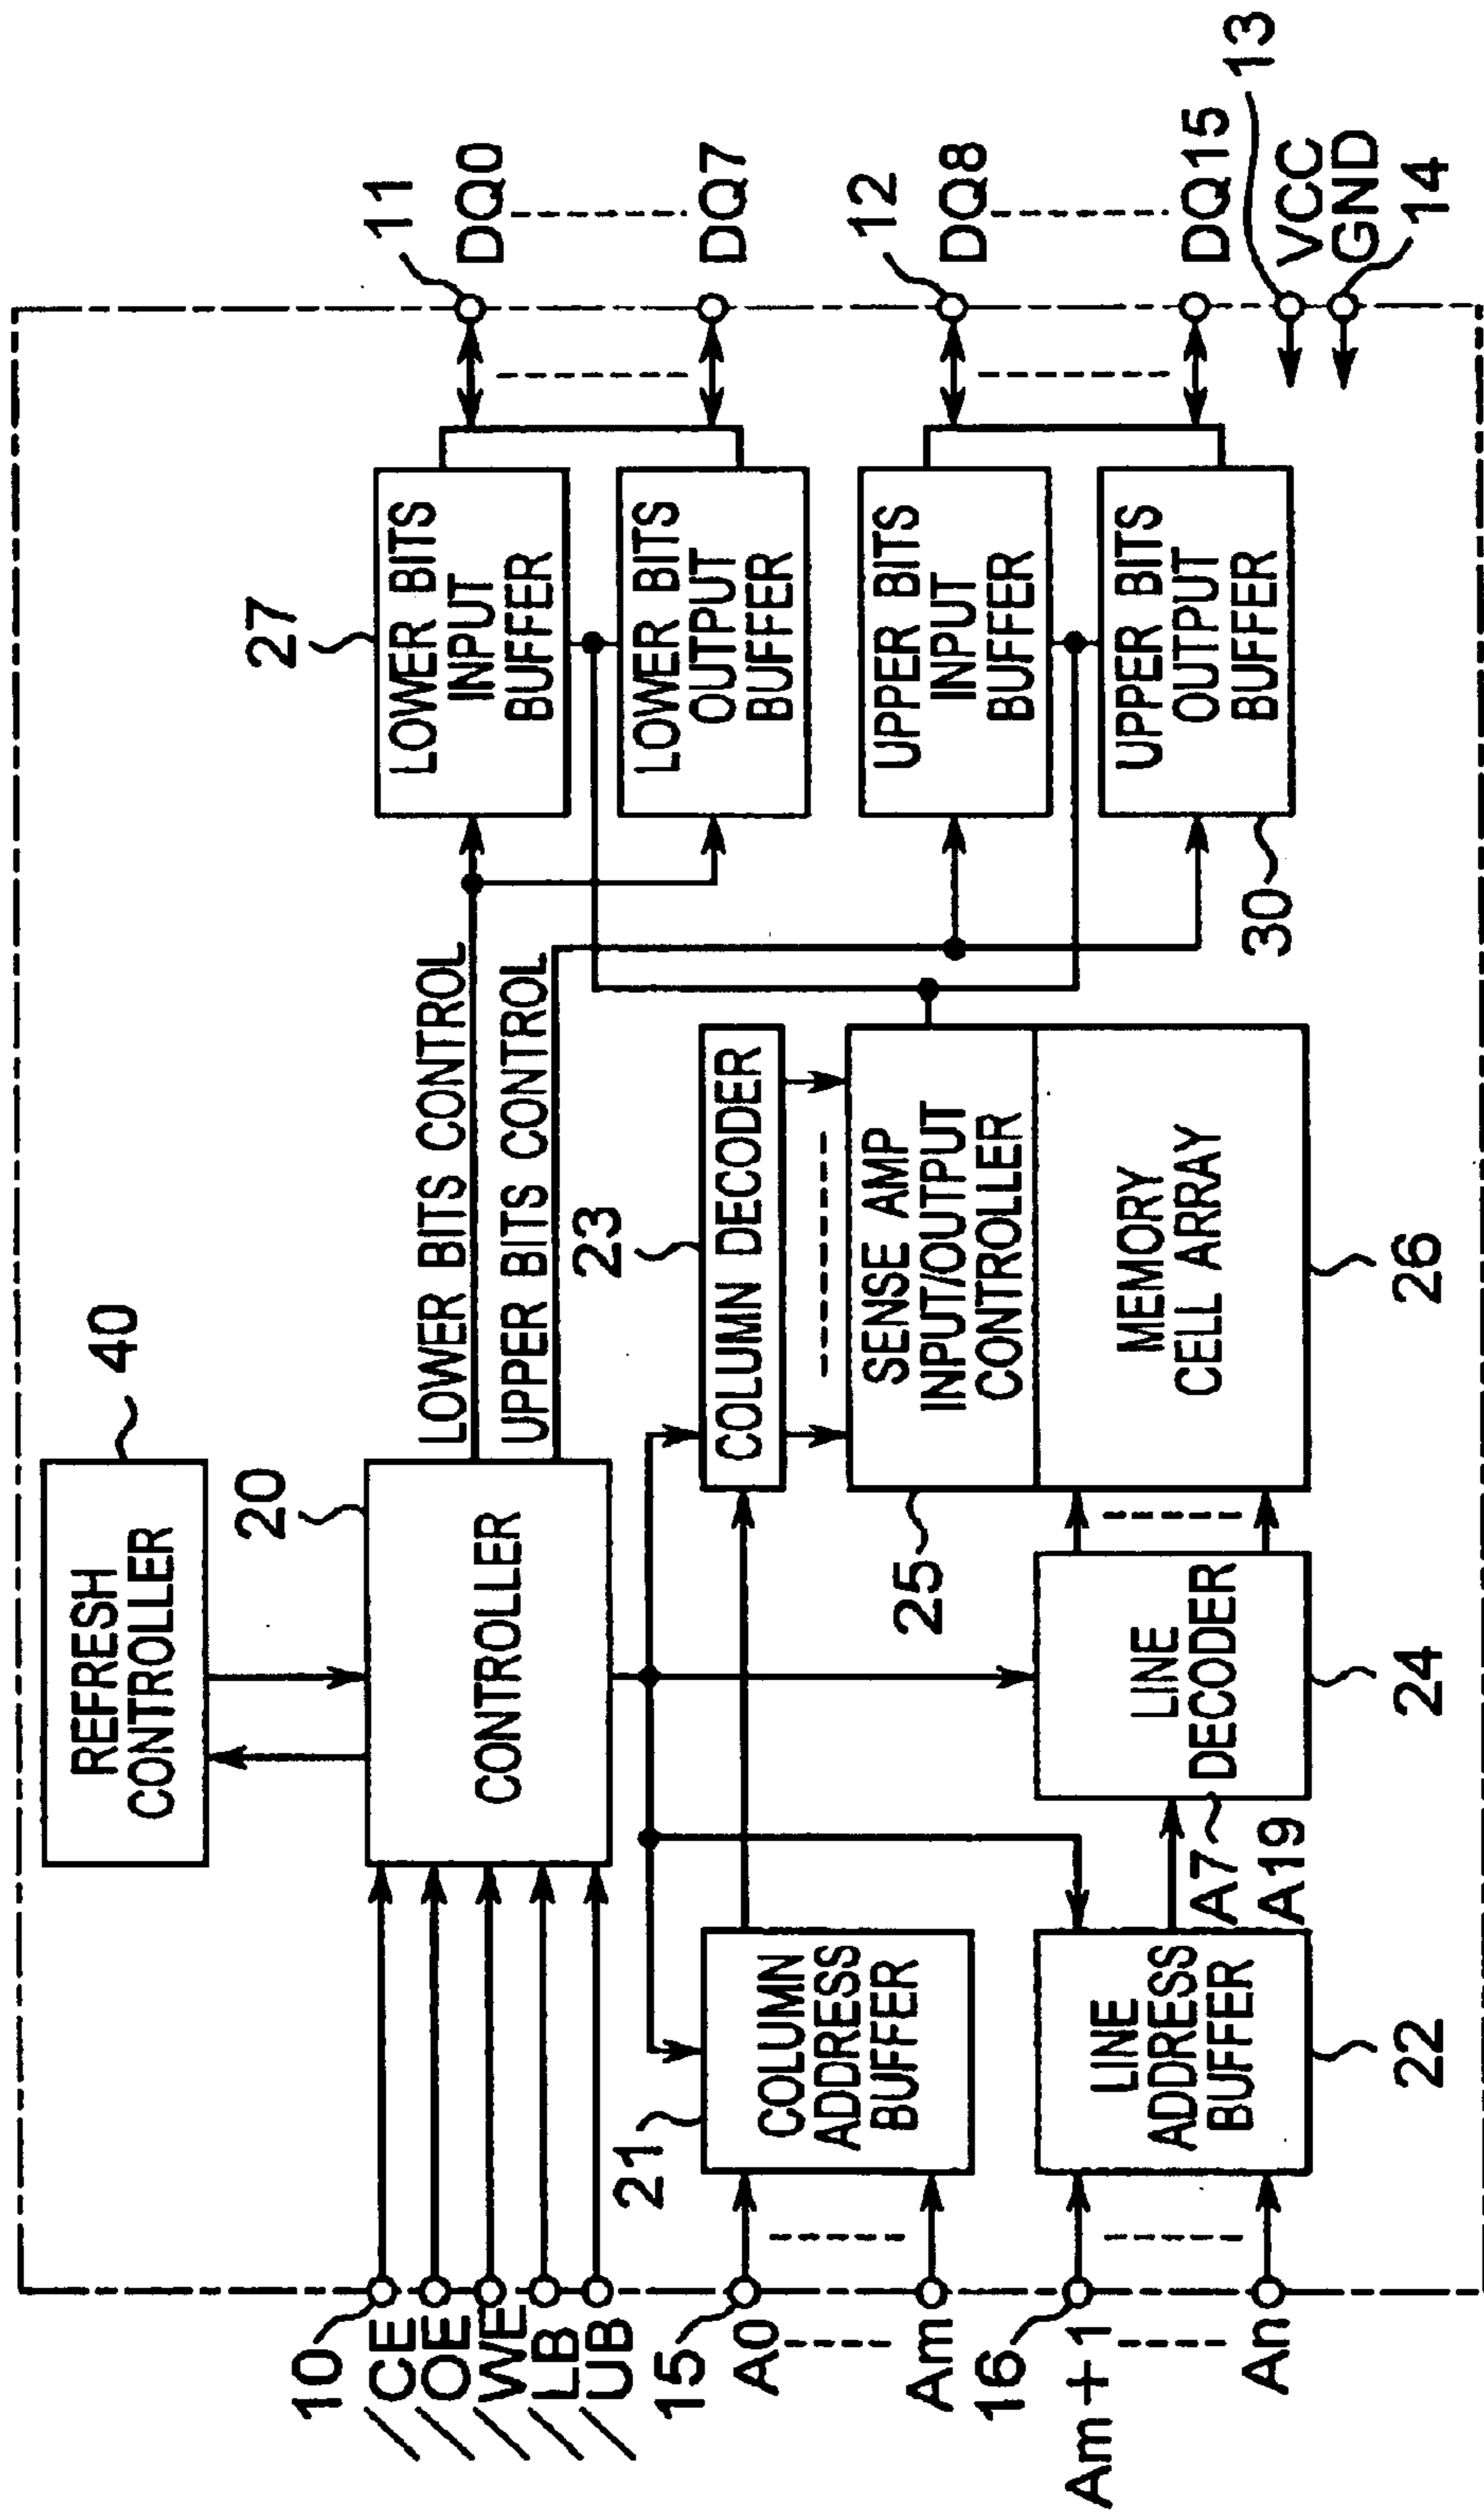 40
REFRESH
CONTROLLER
10
/CE
/OE
/WE
/LB
/UB
20
CONTROLLER
LOWER BITS CONTROL
UPPER BITS CONTROL
27
LOWER BITS
INPUT
BUFFER
LOWER BITS
OUTPUT
BUFFER
11
DQ0
DQ7
21
15
A0
Am
COLUMN
ADDRESS
BUFFER
23
COLUMN DECODER
25
SENSE AMP
INPUT/OUTPUT
CONTROLLER
MEMORY
CELL ARRAY
26
UPPER BITS
INPUT
BUFFER
UPPER BITS
OUTPUT
BUFFER
30
12
DQ8
DQ15
13
VCC
GND
14
16
Am+1
An
LINE
ADDRESS
BUFFER
22
A7~
A19
LINE
DECODER
24